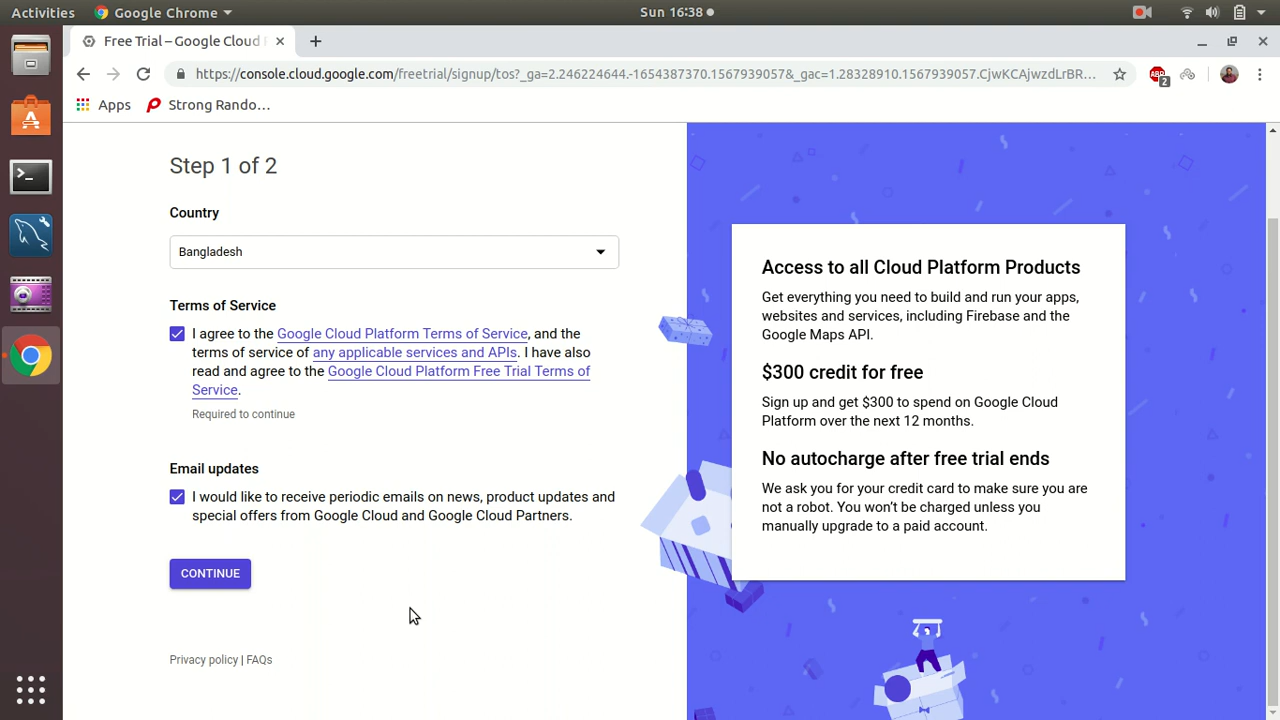 Activities
Google Chrome
Sun 16:38
Free Trial – Google Cloud
https://console.cloud.google.com/freetrial/signup/tos?_ga=2.246224644.-1654387370.1567939057&_gac=1.28328910.1567939057.CjwKCAjwzdLrBR...
ABP
2
Apps
Strong Rando...
Step 1 of 2
Country
Bangladesh
Terms of Service
I agree to the Google Cloud Platform Terms of Service, and the
terms of service of any applicable services and APIs. I have also
read and agree to the Google Cloud Platform Free Trial Terms of
Service.
Required to continue
Email updates
I would like to receive periodic emails on news, product updates and
special offers from Google Cloud and Google Cloud Partners.
CONTINUE
Privacy policy | FAQs
Access to all Cloud Platform Products
Get everything you need to build and run your apps,
websites and services, including Firebase and the
Google Maps API.
$300 credit for free
Sign up and get $300 to spend on Google Cloud
Platform over the next 12 months.
No autocharge after free trial ends
We ask you for your credit card to make sure you are
not a robot. You won't be charged unless you
manually upgrade to a paid account.